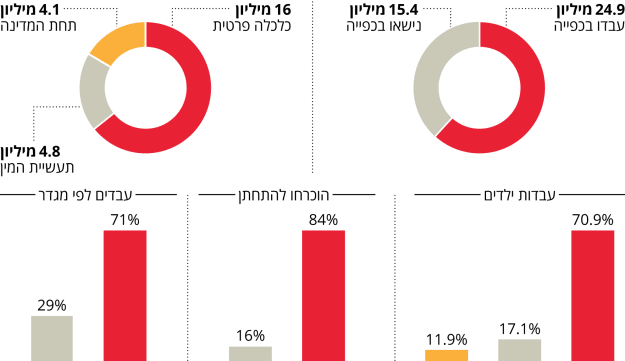 24.9 מיליון
עבדו בכפייה
15.4 מיליון
נישאו בכפייה
16 מיליון
כלכלה פרטית
4.1 מיליון
תחת המדינה
4.8 מיליון
תעשיית המין
עבדות ילדים
70.9%
17.1%
11.9%
הוכרחו להתחתן
84%
16%
עבדים לפי מגדר
71%
29%